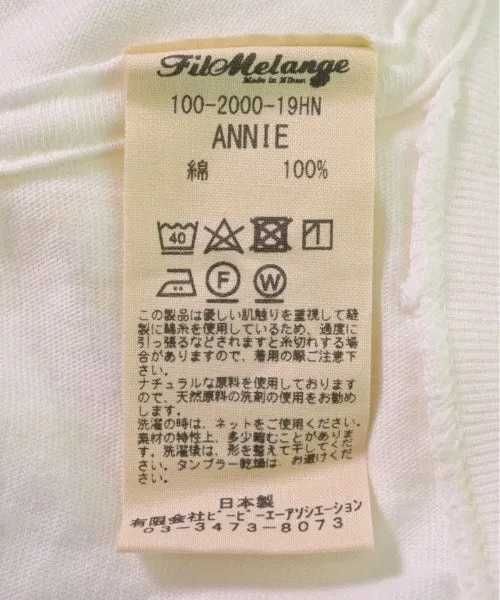 FilMelange
Made in Nihon
100-2000-19HN
ANNIE
綿 100%
40
F W
この製品は優しい肌触りを重視して縫
製に綿糸を使用しているため、過度に
引っ張るなどされますと糸切れする場
合がありますので、着用の際ご注意下
さい。
ナチュラルな原料を使用しております
ので、天然原料の洗剤の使用をお勧め
します。
洗濯の時は、ネットをご使用ください。
素材の特性上、多少縮むことがありま
す。洗濯後は、形を整えて干してくだ
さい。タンブラー乾燥は、お避けくだ
さい。
日本製
有限会社ビーピーエーアソシエーション
03-3473-8073